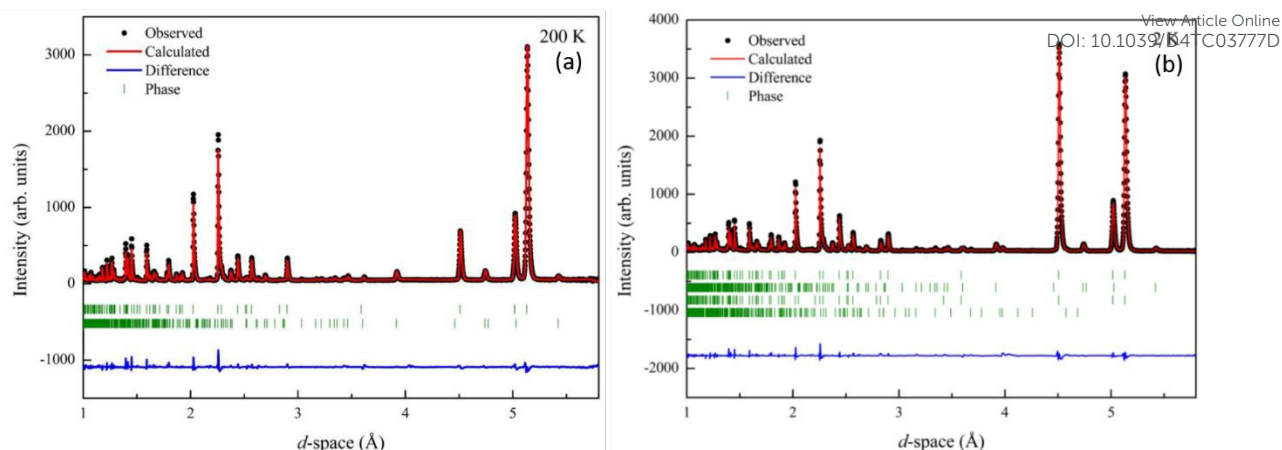 View Article Online
DOI: 10.1039/D4TC03777D
200 K
(a)
Observed
Calculated
Difference
Phase
Intensity (arb. units)
3000
2000
1000
0
-1000
1 2 3 4 5
d-space (Å)
2 K
(b)
Observed
Calculated
Difference
Phase
Intensity (arb. units)
4000
3000
2000
1000
0
-1000
-2000
1 2 3 4 5
d-space (Å)